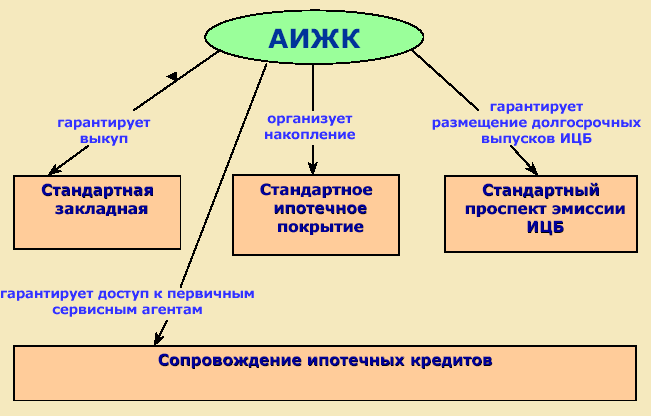 АИЖК
гарантирует
выкуп
организует
накопление
гарантирует
размещение долгосрочных
выпусков ИЦБ
Стандартная
закладная
Стандартное
ипотечное
покрытие
Стандартный
проспект эмиссии
ИЦБ
гарантирует доступ к первичным
сервисным агентам
Сопровождение ипотечных кредитов